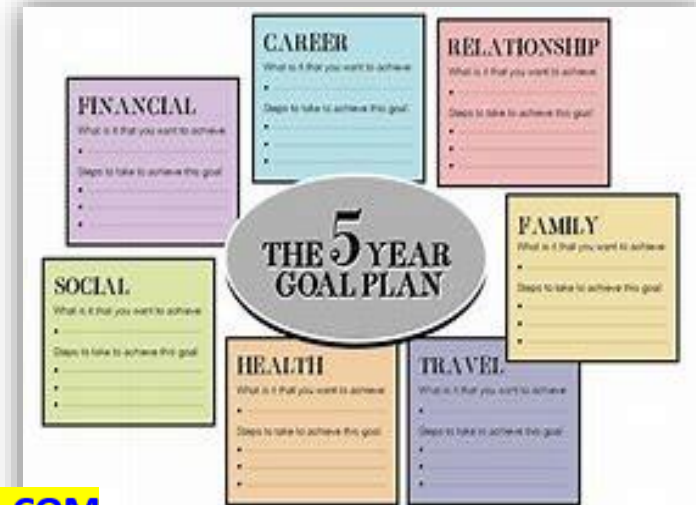 CAREER
What is it that you want to achieve
Steps to take to achieve this goal
RELATIONSHIP
What is it that you want to achieve
Steps to take to achieve this goal
FINANCIAL
What is it that you want to achieve
Steps to take to achieve this goal
THE 5 YEAR
GOAL PLAN
FAMILY
What is it that you want to achieve
Steps to take to achieve this goal
SOCIAL
What is it that you want to achieve
Steps to take to achieve this goal
HEALTH
What is it that you want to achieve
Steps to take to achieve this goal
TRAVEL
What is it that you want to achieve
Steps to take to achieve this goal
.COM